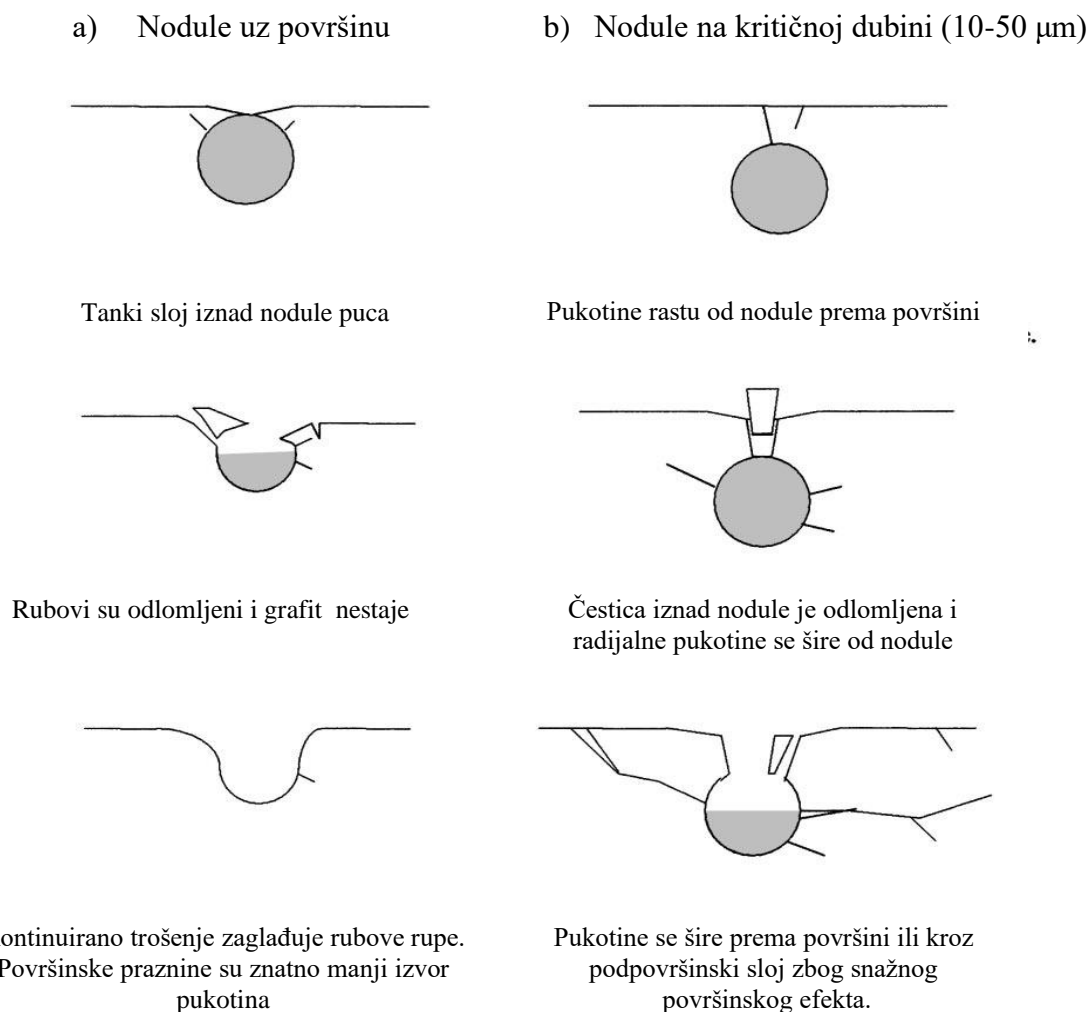 a) Nodule uz površinu
b) Nodule na kritičnoj dubini (10-50 μm)
Tanki sloj iznad nodule puca
Pukotine rastu od nodule prema površini
Rubovi su odlomljeni i grafit nestaje
Čestica iznad nodule je odlomljena i
radijalne pukotine se šire od nodule
ontinuirano trošenje zaglađuje rubove rupe.
Površinske praznine su znatno manji izvor
pukotina
Pukotine se šire prema površini ili kroz
podpovršinski sloj zbog snažnog
površinskog efekta.